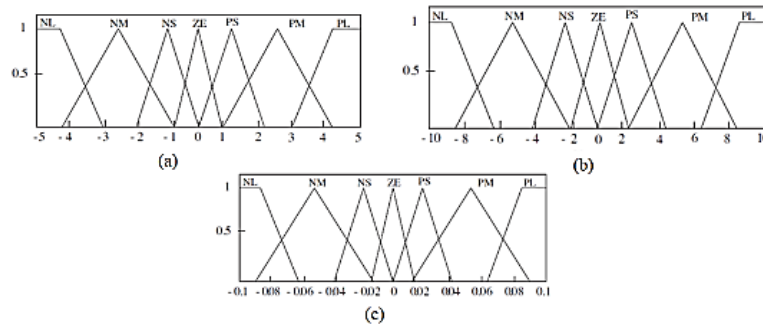 NL NM NS ZE PS PM PL
1
0.5
-5 -4 -3 -2 -1 0 1 2 3 4 5
(a)
NL NM NS ZE PS PM PL
1
0.5
-10 -8 -6 -4 -2 0 2 4 6 8 10
(b)
NL NM NS ZE PS PM PL
1
0.5
-0.1 -0.08 -0.06 -0.04 -0.02 0 0.02 0.04 0.06 0.08 0.1
(c)